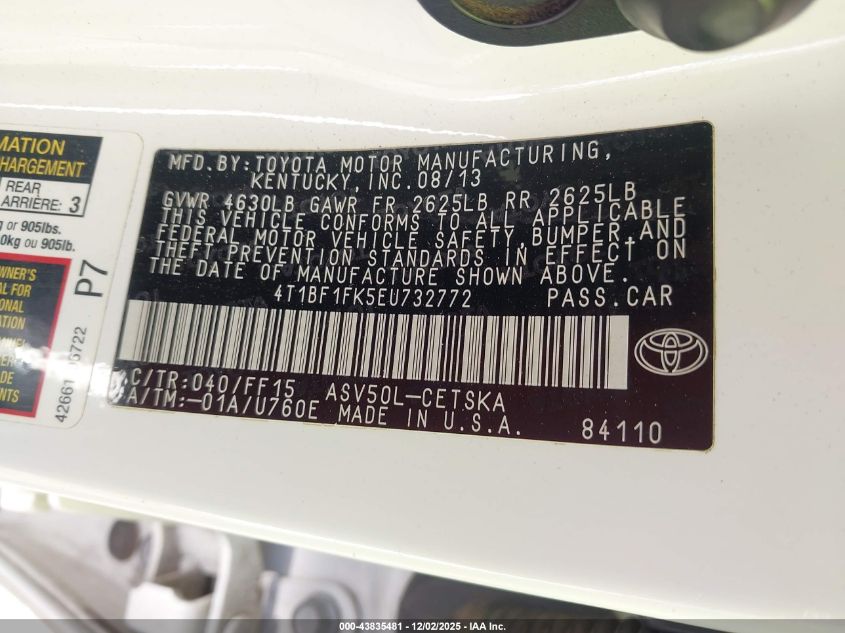 MATION
HARGEMENT
REAR
ARRIÈRE: 3
g or 905lbs.
0kg ou 905lb.
WNER'S
P7
MFD.BY:TOYOTA MOTOR MANUFACTURING,
KENTUCKY,INC.08/13
GVWR 4630LB GAWR FR 2625LB RR 2625LB
THIS VEHICLE CONFORMS TO ALL APPLICABLE
FEDERAL MOTOR VEHICLE SAFETY,BUMPER,AND
THEFT PREVENTION STANDARDS IN EFFECT ON
THE DATE OF MANUFACTURE SHOWN ABOVE.
4T1BF1FK5EU732772 PASS.CAR
C/TR:040/FF15 ASV50L-CETSKA
A/TM:-01A/U760E MADE IN U.S.A.
84110
000-43835481 - 12/02/2025 - IAA Inc.